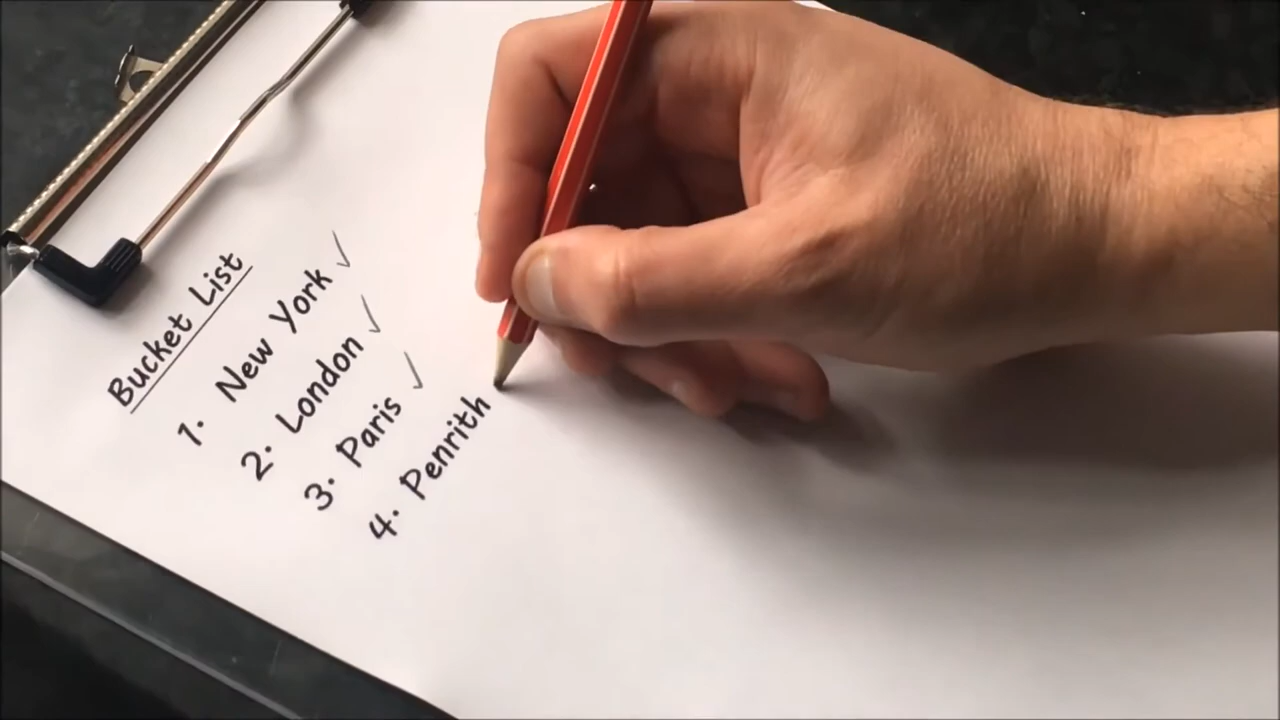 Bucket List
1. New York ✓
2. London ✓
3. Paris ✓
4. Penrith